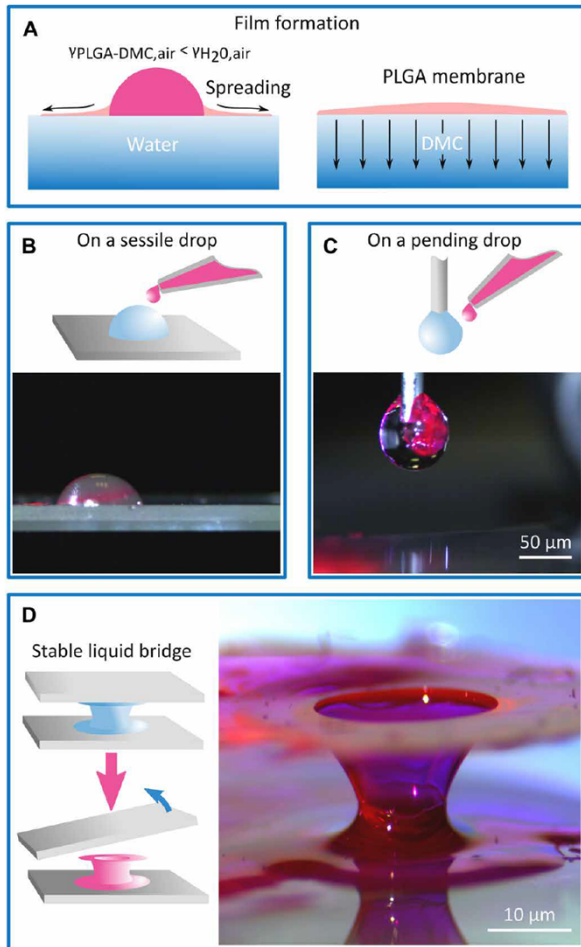 A
Film formation
γPLGA-DMC,air < γH20,air
Spreading
Water
PLGA membrane
DMC
B
On a sessile drop
C
On a pending drop
50 µm
D
Stable liquid bridge
10 µm